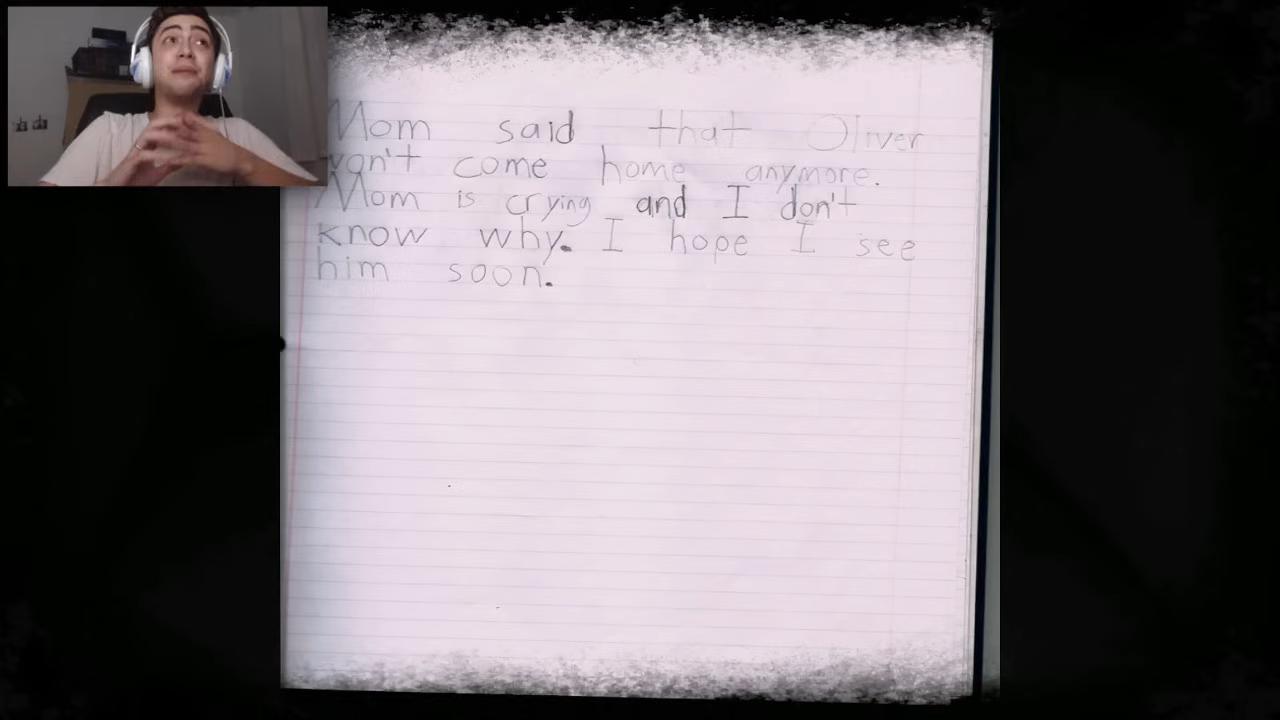 Mom said that Oliver
won't come home anymore.
Mom is crying and I don't
know why. I hope I see
him soon.